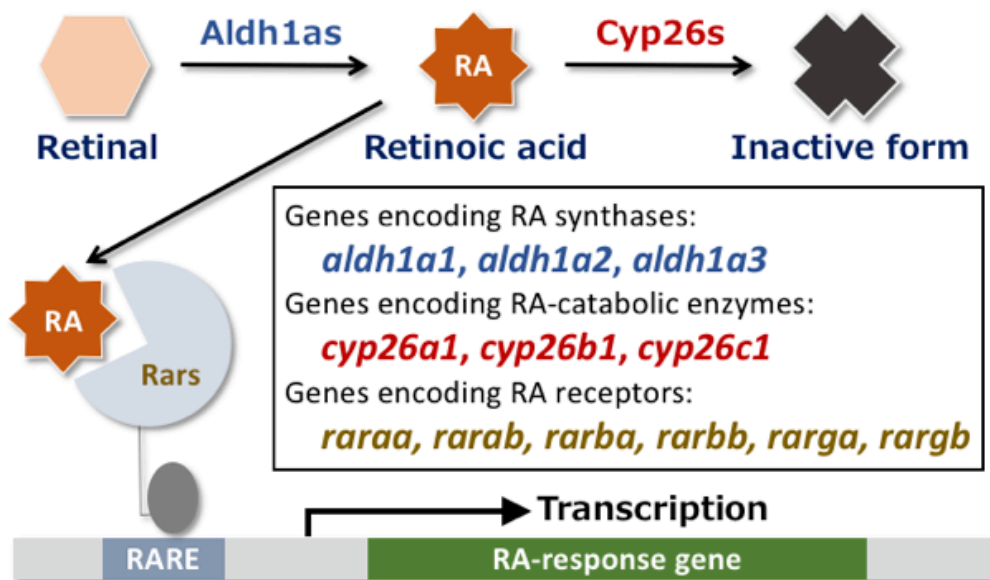 Aldh1as
Cyp26s
RA
Retinal
Retinoic acid
Inactive form
Genes encoding RA synthases:
aldh1a1, aldh1a2, aldh1a3
Genes encoding RA-catabolic enzymes:
cyp26a1, cyp26b1, cyp26c1
Genes encoding RA receptors:
raraa, rarab, rarba, rarbb, rarga, rargb
RA
Rars
Transcription
RARE
RA-response gene